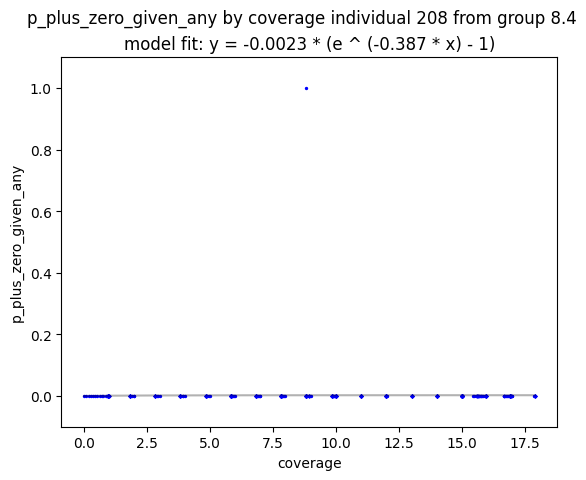 p_plus_zero_given_any by coverage individual 208 from group 8.4
model fit: y = -0.0023 * (e ^ (-0.387 * x) - 1)
1.0
0.8
0.6
0.4
0.2
0.0
p_plus_zero_given_any
0.0 2.5 5.0 7.5 10.0 12.5 15.0 17.5
coverage